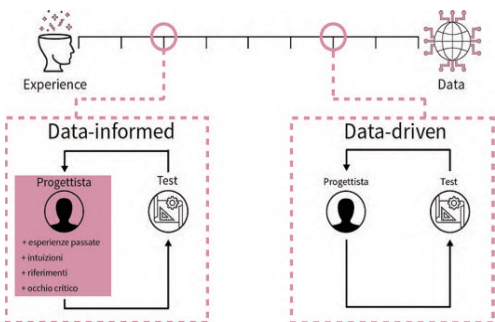 Experience
Data
Data-informed
Data-driven
Progettista
Test
+ esperienze passate
+ intuizioni
+ riferimenti
+ occhio critico
Progettista
Test